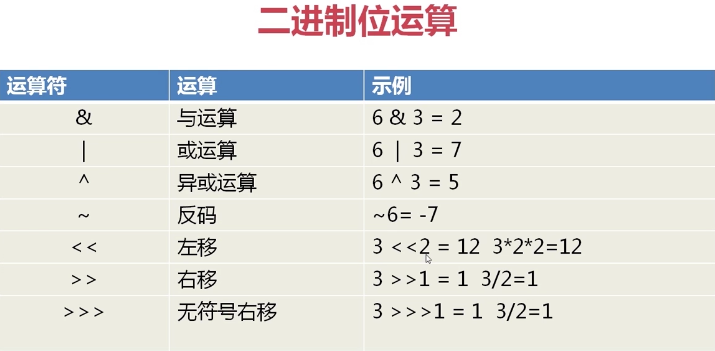 二进制位运算
运算符 运算 示例
& 与运算 6 & 3 = 2
| 或运算 6 | 3 = 7
^ 异或运算 6 ^ 3 = 5
~ 反码 ~6= -7
<< 左移 3 <<2 = 12 3*2*2=12
>> 右移 3 >>1 = 1 3/2=1
>>> 无符号右移 3 >>>1 = 1 3/2=1